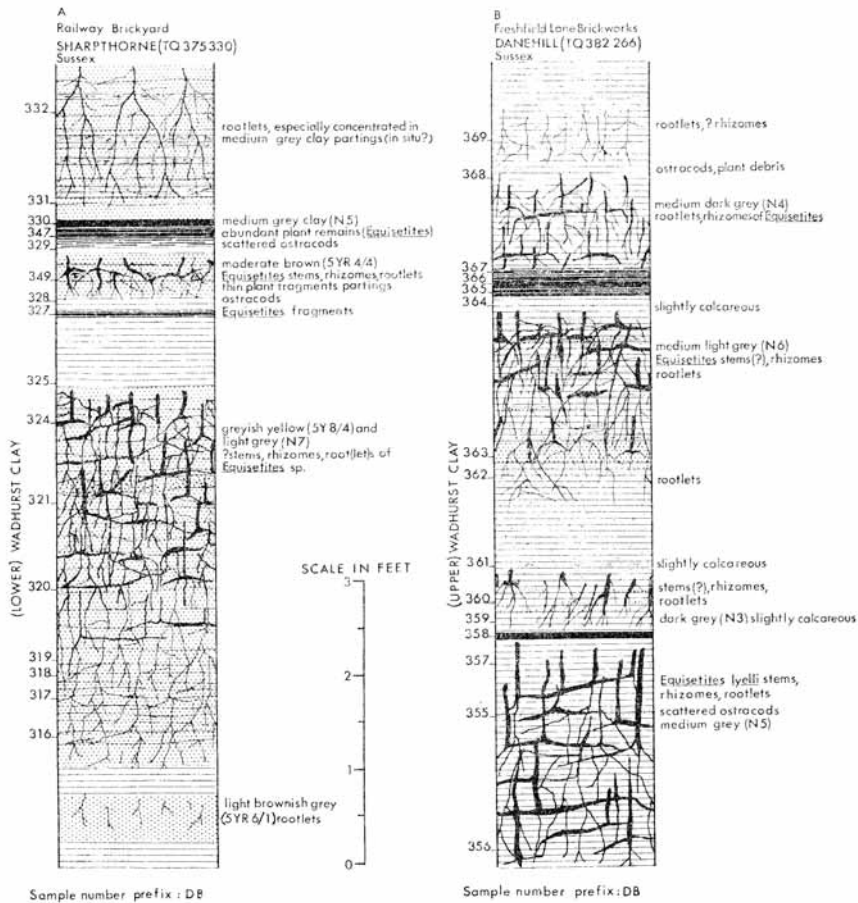 A
Railway Brickyard
SHARPTHORNE(TQ 375330)
Sussex
332
rootlets, especially concentrated in
medium grey clay partings (in situ?)
331
330
medium grey clay (N5)
347
abundant plant remains (Equisetites)
329
scattered ostracods
moderate brown (5YR 4/4)
349
Equisetites stems, rhizomes, rootlets
thin plant fragments partings
328
ostracods
327
Equisetites fragments
325
324
greyish yellow (5Y 8/4) and
light grey (N7)
?stems, rhizomes, root(let)s of
Equisetites sp.
321
320
319
318
317
316
light brownish grey
(5YR 6/1) rootlets
(LOWER) WADHURST CLAY
Sample number prefix : DB
SCALE IN FEET
3
2
1
0
B
Freshfield Lane Brickworks
DANEHILL (TQ 382 266)
Sussex
369
rootlets, ? rhizomes
368
ostracods, plant debris
medium dark grey (N4)
rootlets, rhizomes of Equisetites
367
366
365
364
slightly calcareous
medium light grey (N6)
Equisetites stems(?), rhizomes
rootlets
363
362
rootlets
361
slightly calcareous
stems (?), rhizomes,
360
rootlets
359
dark grey (N3) slightly calcareous
358
357
Equisetites lyelli stems,
rhizomes, rootlets
355
scattered ostracods
medium grey (N5)
356
(UPPER) WADHURST CLAY
Sample number prefix: DB